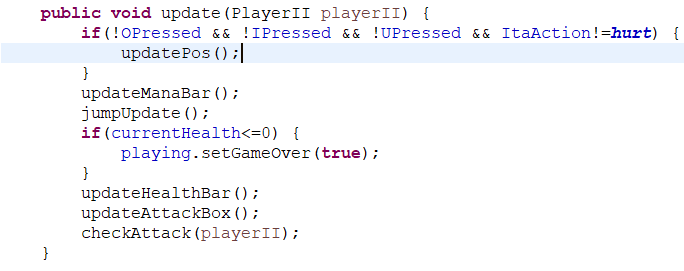 public void update(PlayerII playerII) {
    if(!OPressed && !IPressed && !UPressed && ItaAction!=hurt) {
        updatePos();
    }
    updateManaBar();
    jumpUpdate();
    if(currentHealth<=0) {
        playing.setGameOver(true);
    }
    updateHealthBar();
    updateAttackBox();
    checkAttack(playerII);
}